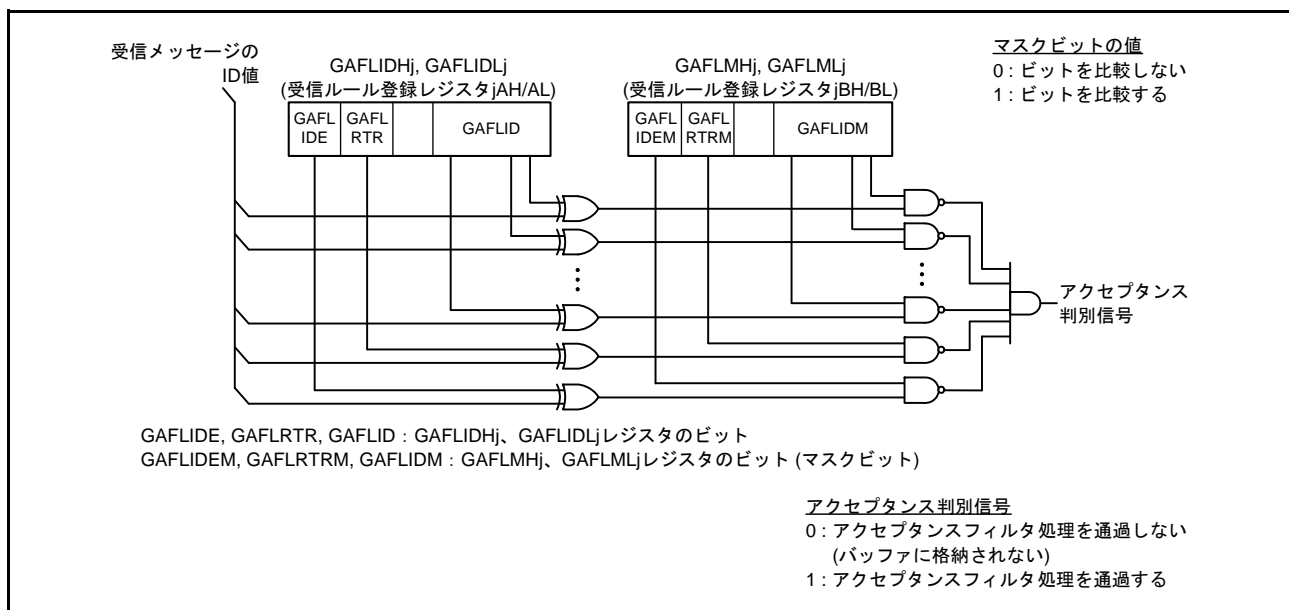 受信メッセージの
ID値
GAFLIDHj, GAFLIDLj
(受信ルール登録レジスタjAH/AL)
GAFL
IDE
GAFL
RTR
GAFLID
GAFLMHj, GAFLMLj
(受信ルール登録レジスタjBH/BL)
GAFL
IDEM
GAFL
RTRM
GAFLIDM
マスクビットの値
0 : ビットを比較しない
1 : ビットを比較する
アクセプタンス
判別信号
GAFLIDE, GAFLRTR, GAFLID : GAFLIDHj、GAFLIDLjレジスタのビット
GAFLIDEM, GAFLRTRM, GAFLIDM : GAFLMHj、GAFLMLjレジスタのビット (マスクビット)
アクセプタンス判別信号
0 : アクセプタンスフィルタ処理を通過しない
(バッファに格納されない)
1 : アクセプタンスフィルタ処理を通過する